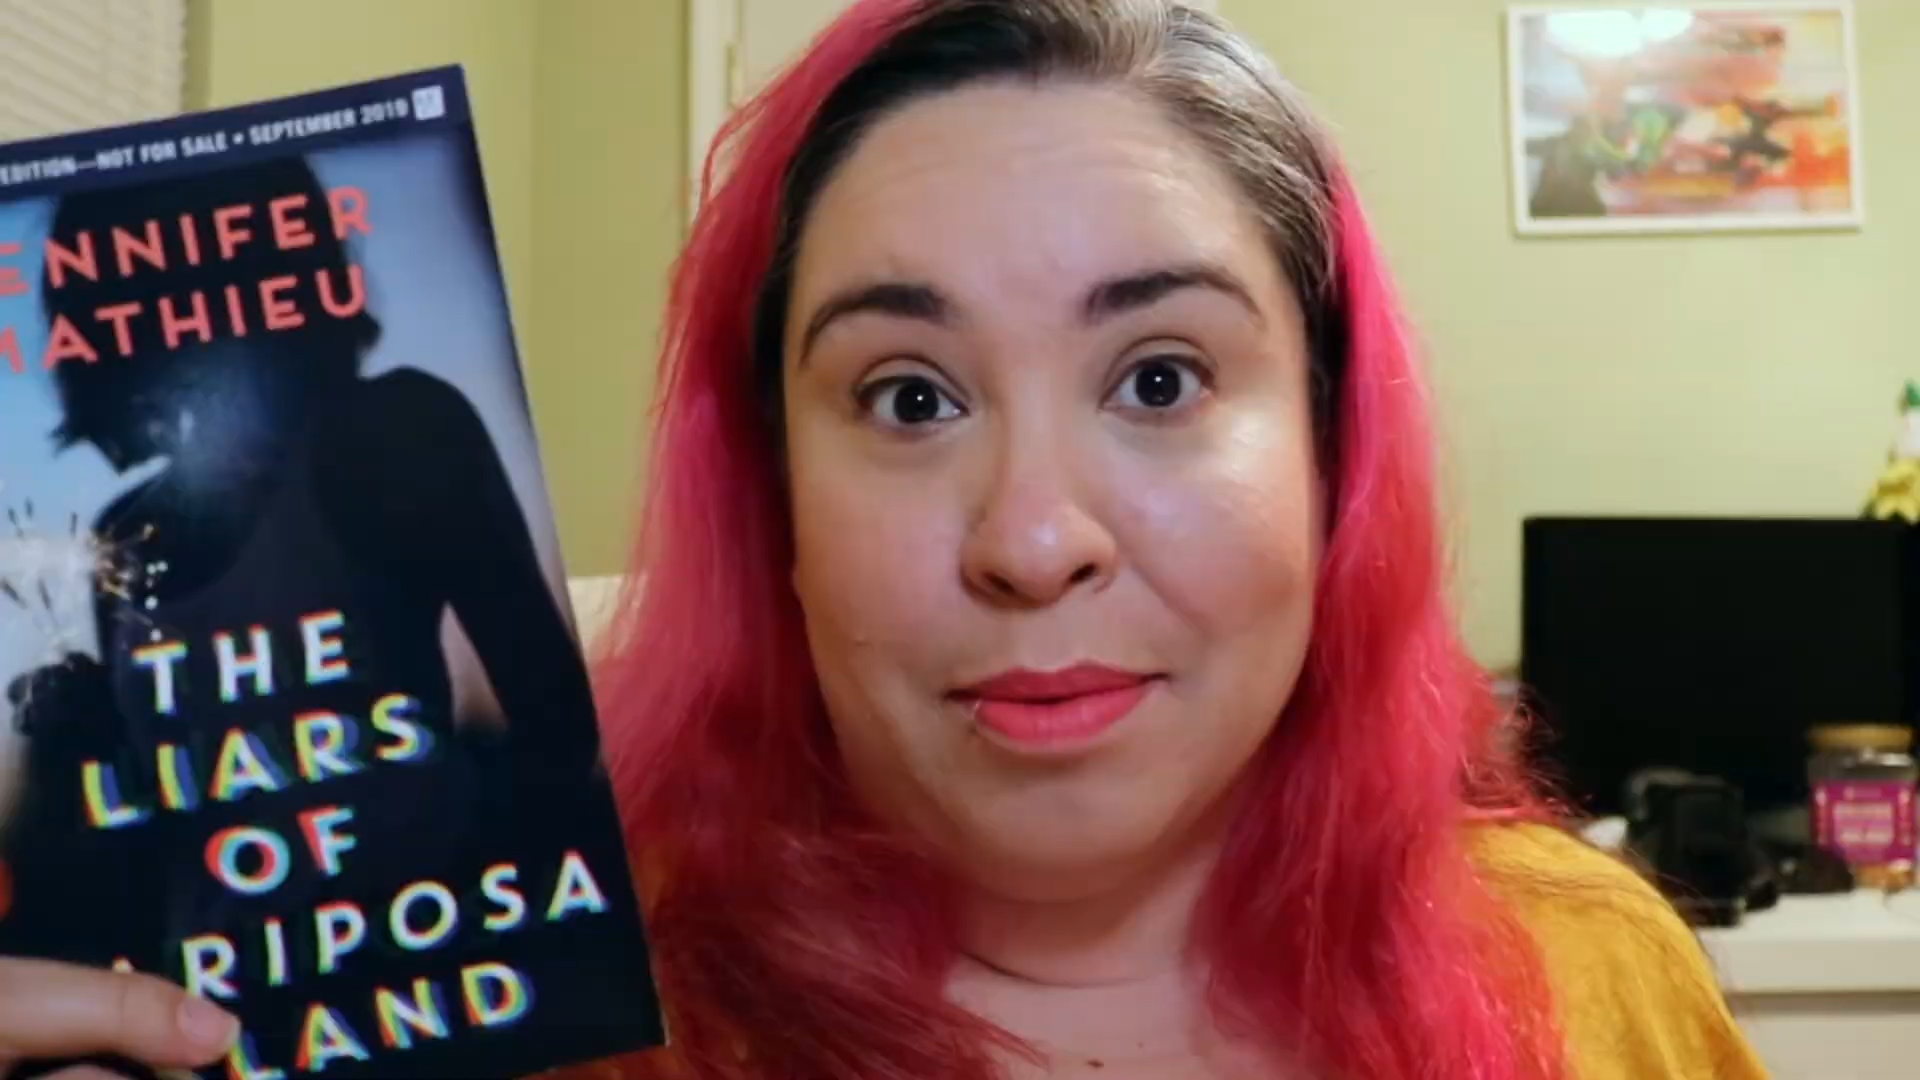 EDITION—NOT FOR SALE • SEPTEMBER 2019
ENNIFER
MATHIEU
THE
LIARS
OF
ARIPOSA
LAND